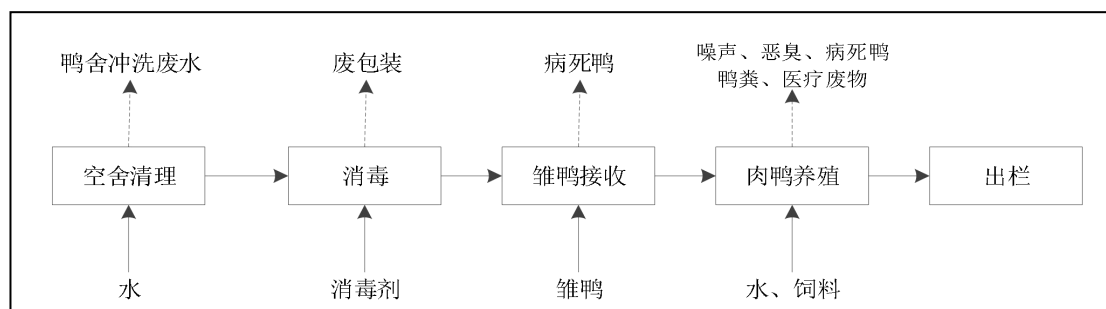 鸭舍冲洗废水
废包装
病死鸭
噪声、恶臭、病死鸭
鸭粪、医疗废物
空舍清理
消毒
雏鸭接收
肉鸭养殖
出栏
水
消毒剂
雏鸭
水、饲料